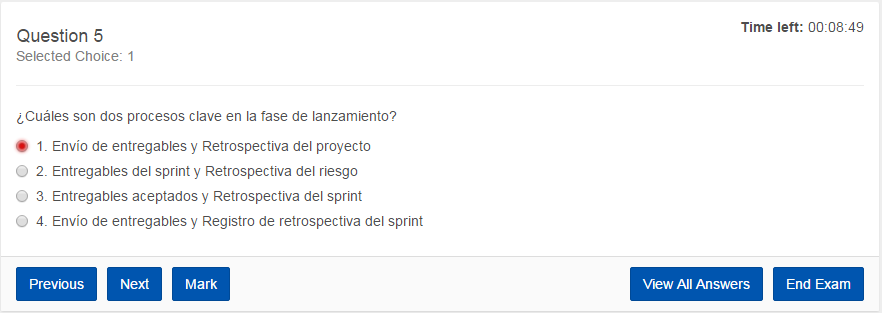 Question 5
Time left: 00:08:49
Selected Choice: 1
¿Cuáles son dos procesos clave en la fase de lanzamiento?
1. Envío de entregables y Retrospectiva del proyecto
2. Entregables del sprint y Retrospectiva del riesgo
3. Entregables aceptados y Retrospectiva del sprint
4. Envío de entregables y Registro de retrospectiva del sprint
Previous Next Mark View All Answers End Exam